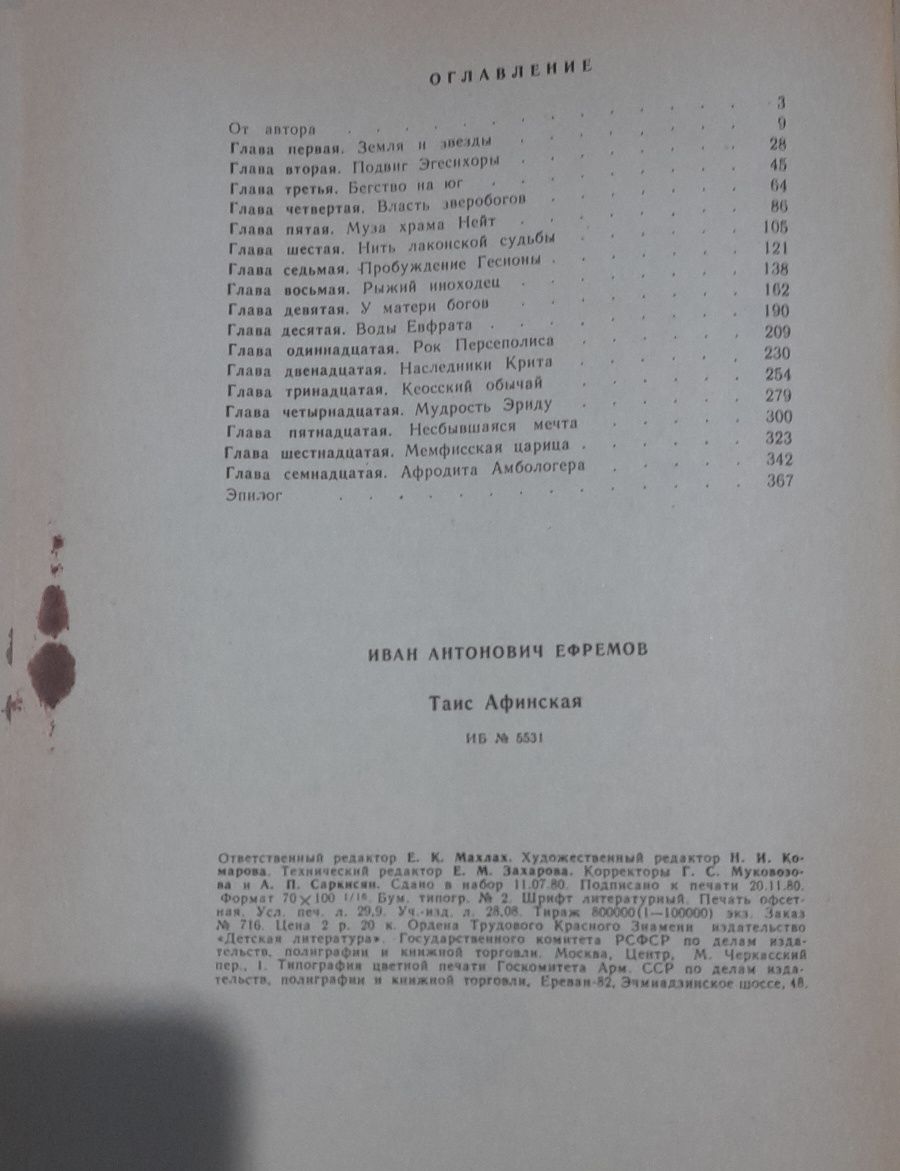 ОГЛАВЛЕНИЕ
От автора . . . . . . . . . . . . 3
Глава первая. Земля и звезды . . . . . . 9
Глава вторая. Подвиг Эгесихоры . . . . . . 28
Глава третья. Бегство на юг . . . . . . . 45
Глава четвертая. Власть зверобогов . . . . . 64
Глава пятая. Муза храма Нейт . . . . . . 86
Глава шестая. Нить лаконской судьбы . . . . . 105
Глава седьмая. Пробуждение Гесионы . . . . . 121
Глава восьмая. Рыжий иноходец . . . . . . 138
Глава девятая. У матери богов . . . . . . 162
Глава десятая. Воды Евфрата . . . . . . . 190
Глава одиннадцатая. Рок Персеполиса . . . . . 209
Глава двенадцатая. Наследники Крита . . . . . 230
Глава тринадцатая. Кеосский обычай . . . . . 254
Глава четырнадцатая. Мудрость Эриду . . . . . 279
Глава пятнадцатая. Несбывшаяся мечта . . . . . 300
Глава шестнадцатая. Мемфисская царица . . . . . 323
Глава семнадцатая. Афродита Амбологера . . . . . 342
Эпилог . . . . . . . . . . . . . 367
ИВАН АНТОНОВИЧ ЕФРЕМОВ
Таис Афинская
ИБ № 5531
Ответственный редактор Е. К. Махлах. Художественный редактор Н. И. Ко-
марова. Технический редактор Е. М. Захарова. Корректоры Г. С. Муковозо-
ва и А. П. Саркисян. Сдано в набор 11.07.80. Подписано к печати 20.11.80.
Формат 70×100 1/16. Бум. типогр. № 2. Шрифт литературный. Печать офсет-
ная. Усл. печ. л. 29,9. Уч.-изд. л. 28,08. Тираж 800000(1—100000) экз. Заказ
№ 716. Цена 2 р. 20 к. Ордена Трудового Красного Знамени издательство
«Детская литература». Государственного комитета РСФСР по делам изда-
тельств, полиграфии и книжной торговли. Москва, Центр, М. Черкасский
пер., 1. Типография цветной печати Госкомитета Арм. ССР по делам изда-
тельств, полиграфии и книжной торговли, Ереван-82, Эчмиадзинское шоссе, 48.